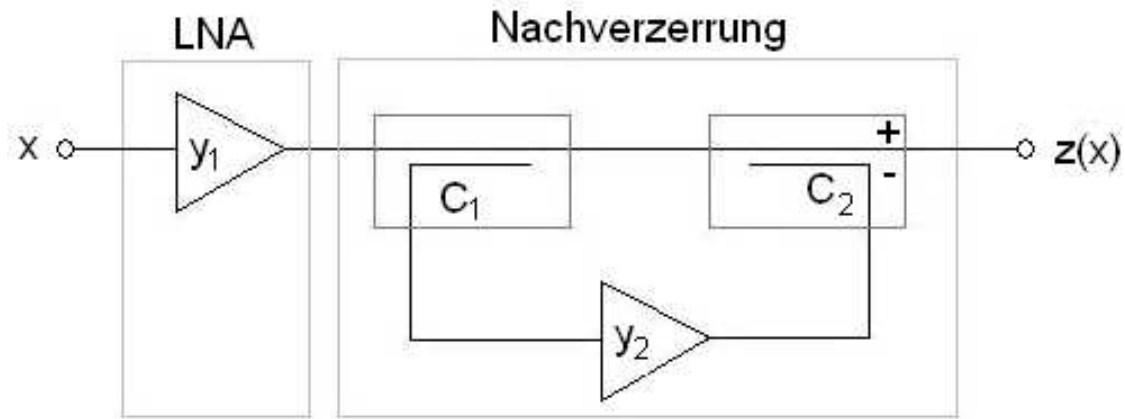 LNA
Nachverzerrung
x
y₁
C₁
+
-
C₂
z(x)
y₂